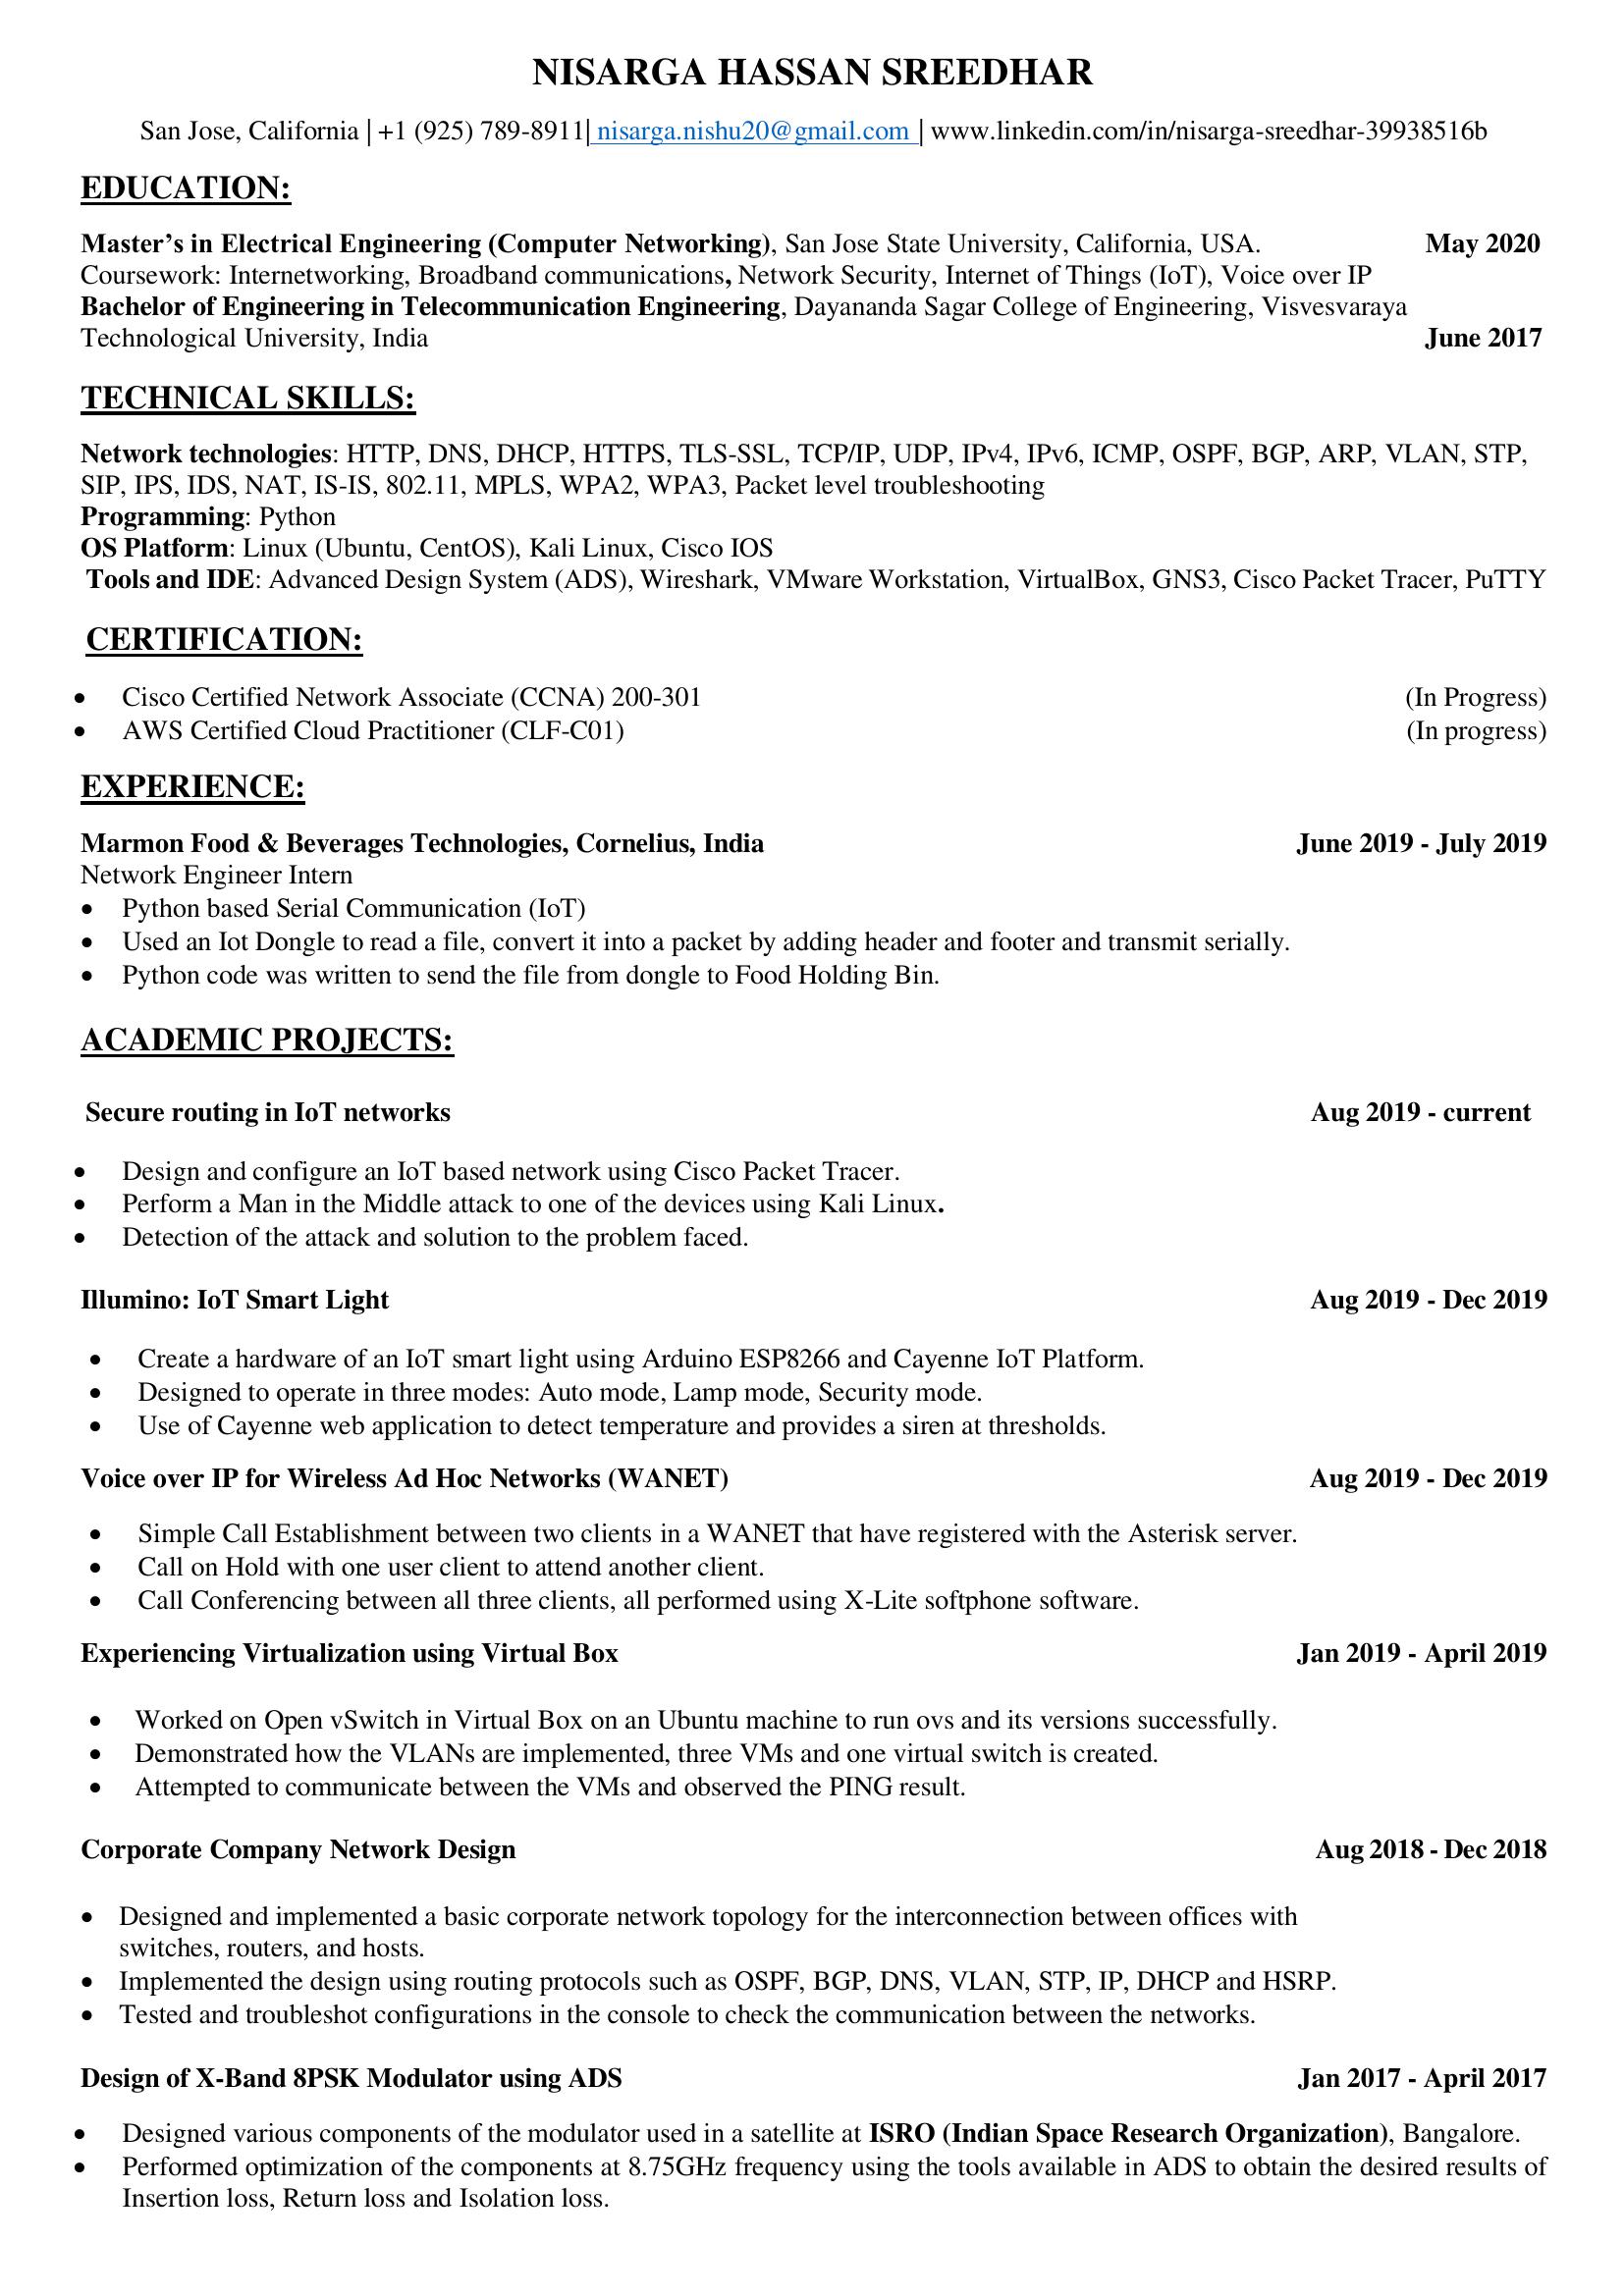 NISARGA HASSAN SREEDHAR
San Jose, California | +1 (925) 789-8911| nisarga.nishu20@gmail.com | www.linkedin.com/in/nisarga-sreedhar-39938516b
EDUCATION:
Master’s in Electrical Engineering (Computer Networking), San Jose State University, California, USA. May 2020
Coursework: Internetworking, Broadband communications, Network Security, Internet of Things (IoT), Voice over IP
Bachelor of Engineering in Telecommunication Engineering, Dayananda Sagar College of Engineering, Visvesvaraya
Technological University, India June 2017
TECHNICAL SKILLS:
Network technologies: HTTP, DNS, DHCP, HTTPS, TLS-SSL, TCP/IP, UDP, IPv4, IPv6, ICMP, OSPF, BGP, ARP, VLAN, STP,
SIP, IPS, IDS, NAT, IS-IS, 802.11, MPLS, WPA2, WPA3, Packet level troubleshooting
Programming: Python
OS Platform: Linux (Ubuntu, CentOS), Kali Linux, Cisco IOS
Tools and IDE: Advanced Design System (ADS), Wireshark, VMware Workstation, VirtualBox, GNS3, Cisco Packet Tracer, PuTTY
CERTIFICATION:
• Cisco Certified Network Associate (CCNA) 200-301 (In Progress)
• AWS Certified Cloud Practitioner (CLF-C01) (In progress)
EXPERIENCE:
Marmon Food & Beverages Technologies, Cornelius, India June 2019 - July 2019
Network Engineer Intern
• Python based Serial Communication (IoT)
• Used an Iot Dongle to read a file, convert it into a packet by adding header and footer and transmit serially.
• Python code was written to send the file from dongle to Food Holding Bin.
ACADEMIC PROJECTS:
Secure routing in IoT networks Aug 2019 - current
• Design and configure an IoT based network using Cisco Packet Tracer.
• Perform a Man in the Middle attack to one of the devices using Kali Linux.
• Detection of the attack and solution to the problem faced.
Illumino: IoT Smart Light Aug 2019 - Dec 2019
• Create a hardware of an IoT smart light using Arduino ESP8266 and Cayenne IoT Platform.
• Designed to operate in three modes: Auto mode, Lamp mode, Security mode.
• Use of Cayenne web application to detect temperature and provides a siren at thresholds.
Voice over IP for Wireless Ad Hoc Networks (WANET) Aug 2019 - Dec 2019
• Simple Call Establishment between two clients in a WANET that have registered with the Asterisk server.
• Call on Hold with one user client to attend another client.
• Call Conferencing between all three clients, all performed using X-Lite softphone software.
Experiencing Virtualization using Virtual Box Jan 2019 - April 2019
• Worked on Open vSwitch in Virtual Box on an Ubuntu machine to run ovs and its versions successfully.
• Demonstrated how the VLANs are implemented, three VMs and one virtual switch is created.
• Attempted to communicate between the VMs and observed the PING result.
Corporate Company Network Design Aug 2018 - Dec 2018
• Designed and implemented a basic corporate network topology for the interconnection between offices with
switches, routers, and hosts.
• Implemented the design using routing protocols such as OSPF, BGP, DNS, VLAN, STP, IP, DHCP and HSRP.
• Tested and troubleshot configurations in the console to check the communication between the networks.
Design of X-Band 8PSK Modulator using ADS Jan 2017 - April 2017
• Designed various components of the modulator used in a satellite at ISRO (Indian Space Research Organization), Bangalore.
• Performed optimization of the components at 8.75GHz frequency using the tools available in ADS to obtain the desired results of
Insertion loss, Return loss and Isolation loss.